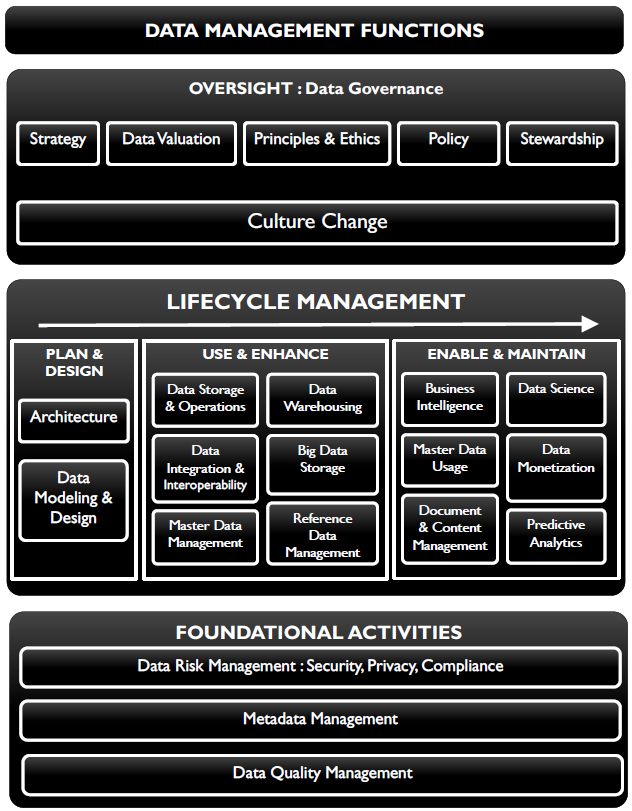 DATA MANAGEMENT FUNCTIONS
OVERSIGHT : Data Governance
Strategy
Data Valuation
Principles & Ethics
Policy
Stewardship
Culture Change
LIFECYCLE MANAGEMENT
PLAN &
DESIGN
Architecture
Data
Modeling &
Design
USE & ENHANCE
Data Storage
& Operations
Data
Warehousing
Data
Integration &
Interoperability
Big Data
Storage
Master Data
Management
Reference
Data
Management
ENABLE & MAINTAIN
Business
Intelligence
Data Science
Master Data
Usage
Data
Monetization
Document
& Content
Management
Predictive
Analytics
FOUNDATIONAL ACTIVITIES
Data Risk Management : Security, Privacy, Compliance
Metadata Management
Data Quality Management